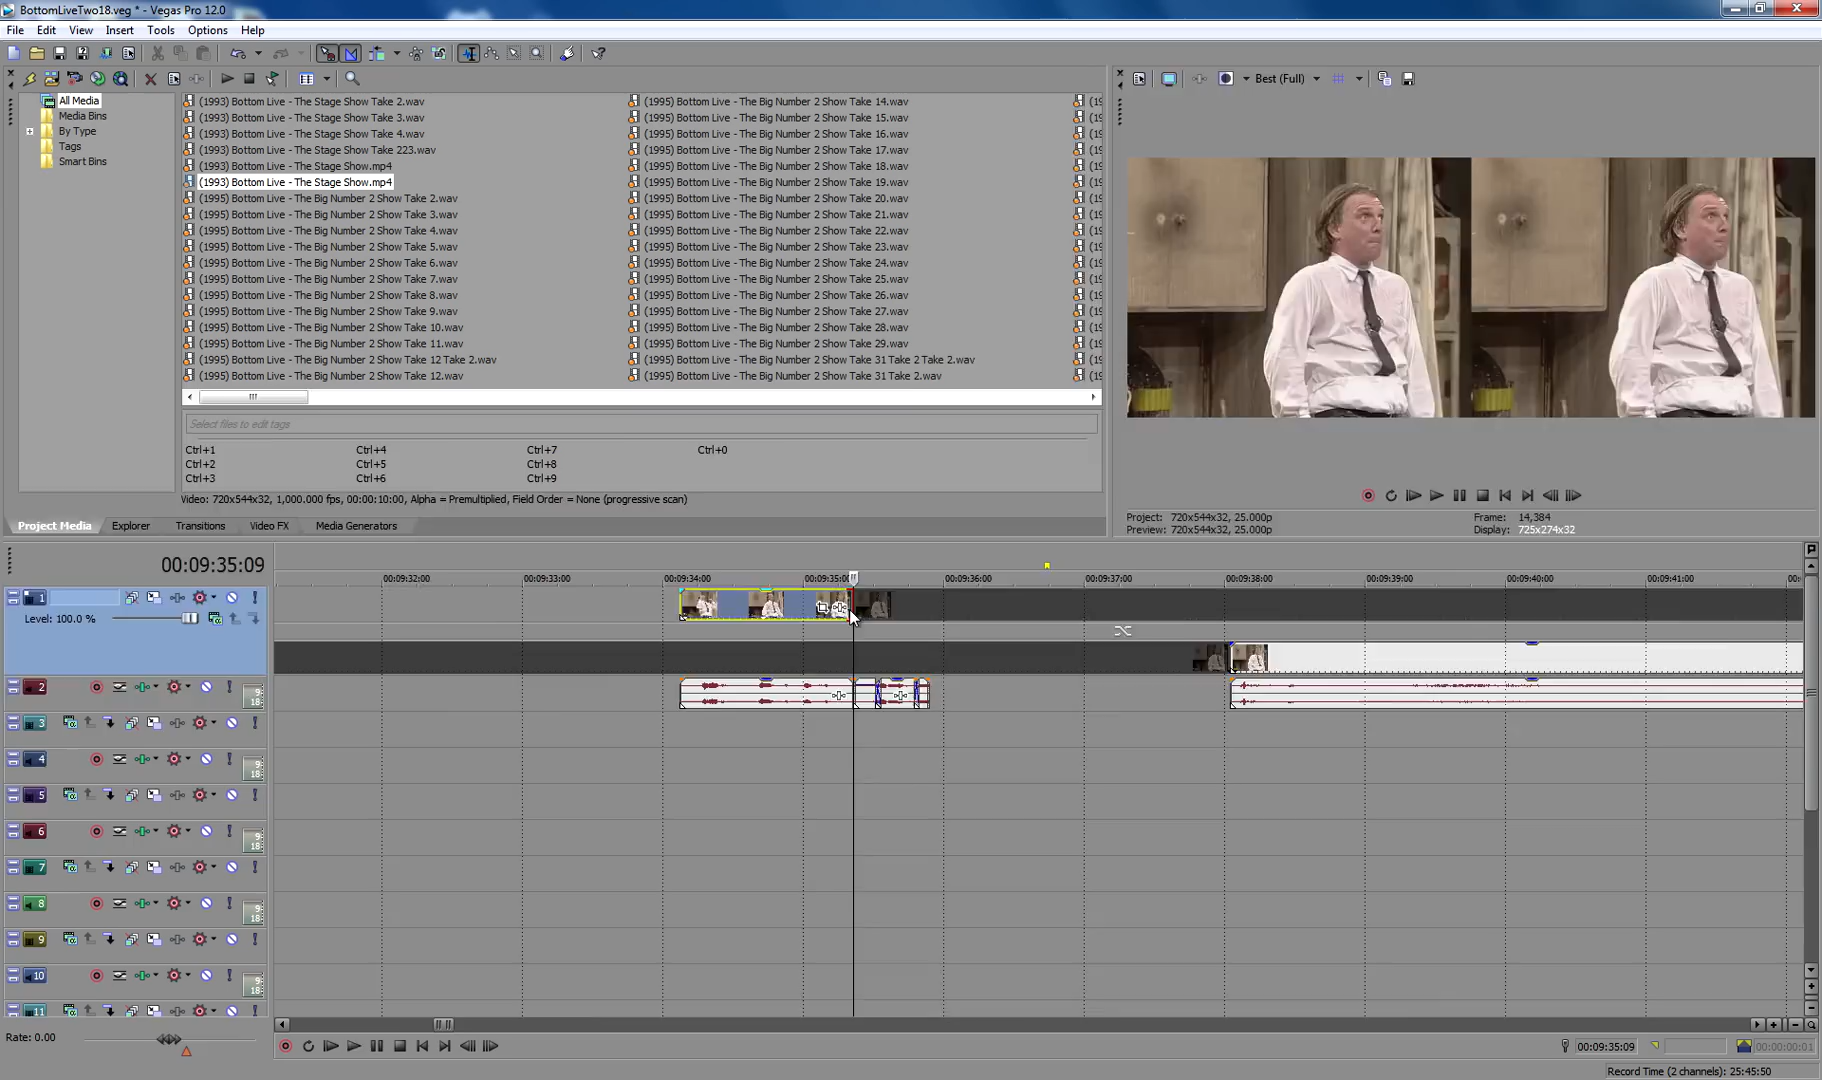 BottomLiveTwo18.veg * - Vegas Pro 12.0
File Edit View Insert Tools Options Help
Best (Full)
All Media
Media Bins
By Type
Tags
Smart Bins
(1993) Bottom Live - The Stage Show Take 2.wav
(1993) Bottom Live - The Stage Show Take 3.wav
(1993) Bottom Live - The Stage Show Take 4.wav
(1993) Bottom Live - The Stage Show Take 223.wav
(1993) Bottom Live - The Stage Show.mp4
(1993) Bottom Live - The Stage Show.mp4
(1995) Bottom Live - The Big Number 2 Show Take 2.wav
(1995) Bottom Live - The Big Number 2 Show Take 3.wav
(1995) Bottom Live - The Big Number 2 Show Take 4.wav
(1995) Bottom Live - The Big Number 2 Show Take 5.wav
(1995) Bottom Live - The Big Number 2 Show Take 6.wav
(1995) Bottom Live - The Big Number 2 Show Take 7.wav
(1995) Bottom Live - The Big Number 2 Show Take 8.wav
(1995) Bottom Live - The Big Number 2 Show Take 9.wav
(1995) Bottom Live - The Big Number 2 Show Take 10.wav
(1995) Bottom Live - The Big Number 2 Show Take 11.wav
(1995) Bottom Live - The Big Number 2 Show Take 12 Take 2.wav
(1995) Bottom Live - The Big Number 2 Show Take 12.wav
(1995) Bottom Live - The Big Number 2 Show Take 14.wav
(1995) Bottom Live - The Big Number 2 Show Take 15.wav
(1995) Bottom Live - The Big Number 2 Show Take 16.wav
(1995) Bottom Live - The Big Number 2 Show Take 17.wav
(1995) Bottom Live - The Big Number 2 Show Take 18.wav
(1995) Bottom Live - The Big Number 2 Show Take 19.wav
(1995) Bottom Live - The Big Number 2 Show Take 20.wav
(1995) Bottom Live - The Big Number 2 Show Take 21.wav
(1995) Bottom Live - The Big Number 2 Show Take 22.wav
(1995) Bottom Live - The Big Number 2 Show Take 23.wav
(1995) Bottom Live - The Big Number 2 Show Take 24.wav
(1995) Bottom Live - The Big Number 2 Show Take 25.wav
(1995) Bottom Live - The Big Number 2 Show Take 26.wav
(1995) Bottom Live - The Big Number 2 Show Take 27.wav
(1995) Bottom Live - The Big Number 2 Show Take 28.wav
(1995) Bottom Live - The Big Number 2 Show Take 29.wav
(1995) Bottom Live - The Big Number 2 Show Take 31 Take 2 Take 2.wav
(1995) Bottom Live - The Big Number 2 Show Take 31 Take 2.wav
Select files to edit tags
Ctrl+1 Ctrl+4 Ctrl+7 Ctrl+0
Ctrl+2 Ctrl+5 Ctrl+8
Ctrl+3 Ctrl+6 Ctrl+9
Video: 720x544x32, 1,000.000 fps, 00:00:10:00, Alpha = Premultiplied, Field Order = None (progressive scan)
Project Media Explorer Transitions Video FX Media Generators
Project: 720x544x32, 25.000p Frame: 14,384
Preview: 720x544x32, 25.000p Display: 725x274x32
00:09:35:09
00:09:32:00 00:09:33:00 00:09:34:00 00:09:35:00 00:09:36:00 00:09:37:00 00:09:38:00 00:09:39:00 00:09:40:00 00:09:41:00
1
Level: 100.0 %
2
9
18
3
4
9
18
5
6
9
18
7
8
9
18
9
10
9
18
11
Rate: 0.00
00:09:35:09 00:00:00:01
Record Time (2 channels): 25:45:50